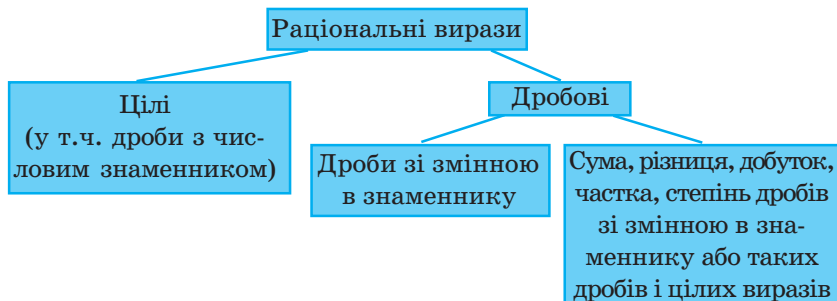 Раціональні вирази
Цілі
(у т.ч. дроби з чис-
ловим знаменником)
Дробові
Дроби зі змінною
в знаменнику
Сума, різниця, добуток,
частка, степінь дробів
зі змінною в зна-
меннику або таких
дробів і цілих виразів